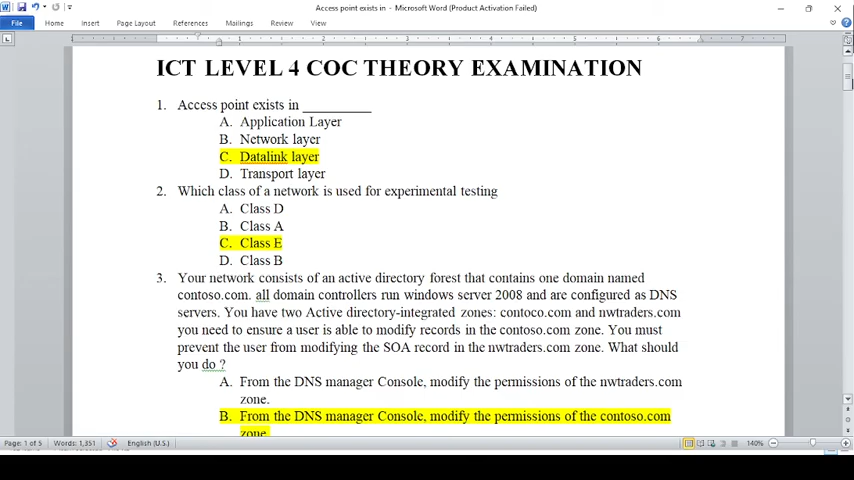 Access point exists in - Microsoft Word (Product Activation Failed)
File Home Insert Page Layout References Mailings Review View
ICT LEVEL 4 COC THEORY EXAMINATION
1. Access point exists in __________
A. Application Layer
B. Network layer
C. Datalink layer
D. Transport layer
2. Which class of a network is used for experimental testing
A. Class D
B. Class A
C. Class E
D. Class B
3. Your network consists of an active directory forest that contains one domain named
contoso.com. all domain controllers run windows server 2008 and are configured as DNS
servers. You have two Active directory-integrated zones: contoco.com and nwtraders.com
you need to ensure a user is able to modify records in the contoso.com zone. You must
prevent the user from modifying the SOA record in the nwtraders.com zone. What should
you do ?
A. From the DNS manager Console, modify the permissions of the nwtraders.com
zone.
B. From the DNS manager Console, modify the permissions of the contoso.com
zone.
Page: 1 of 5 Words: 1,351 English (U.S.) 140%